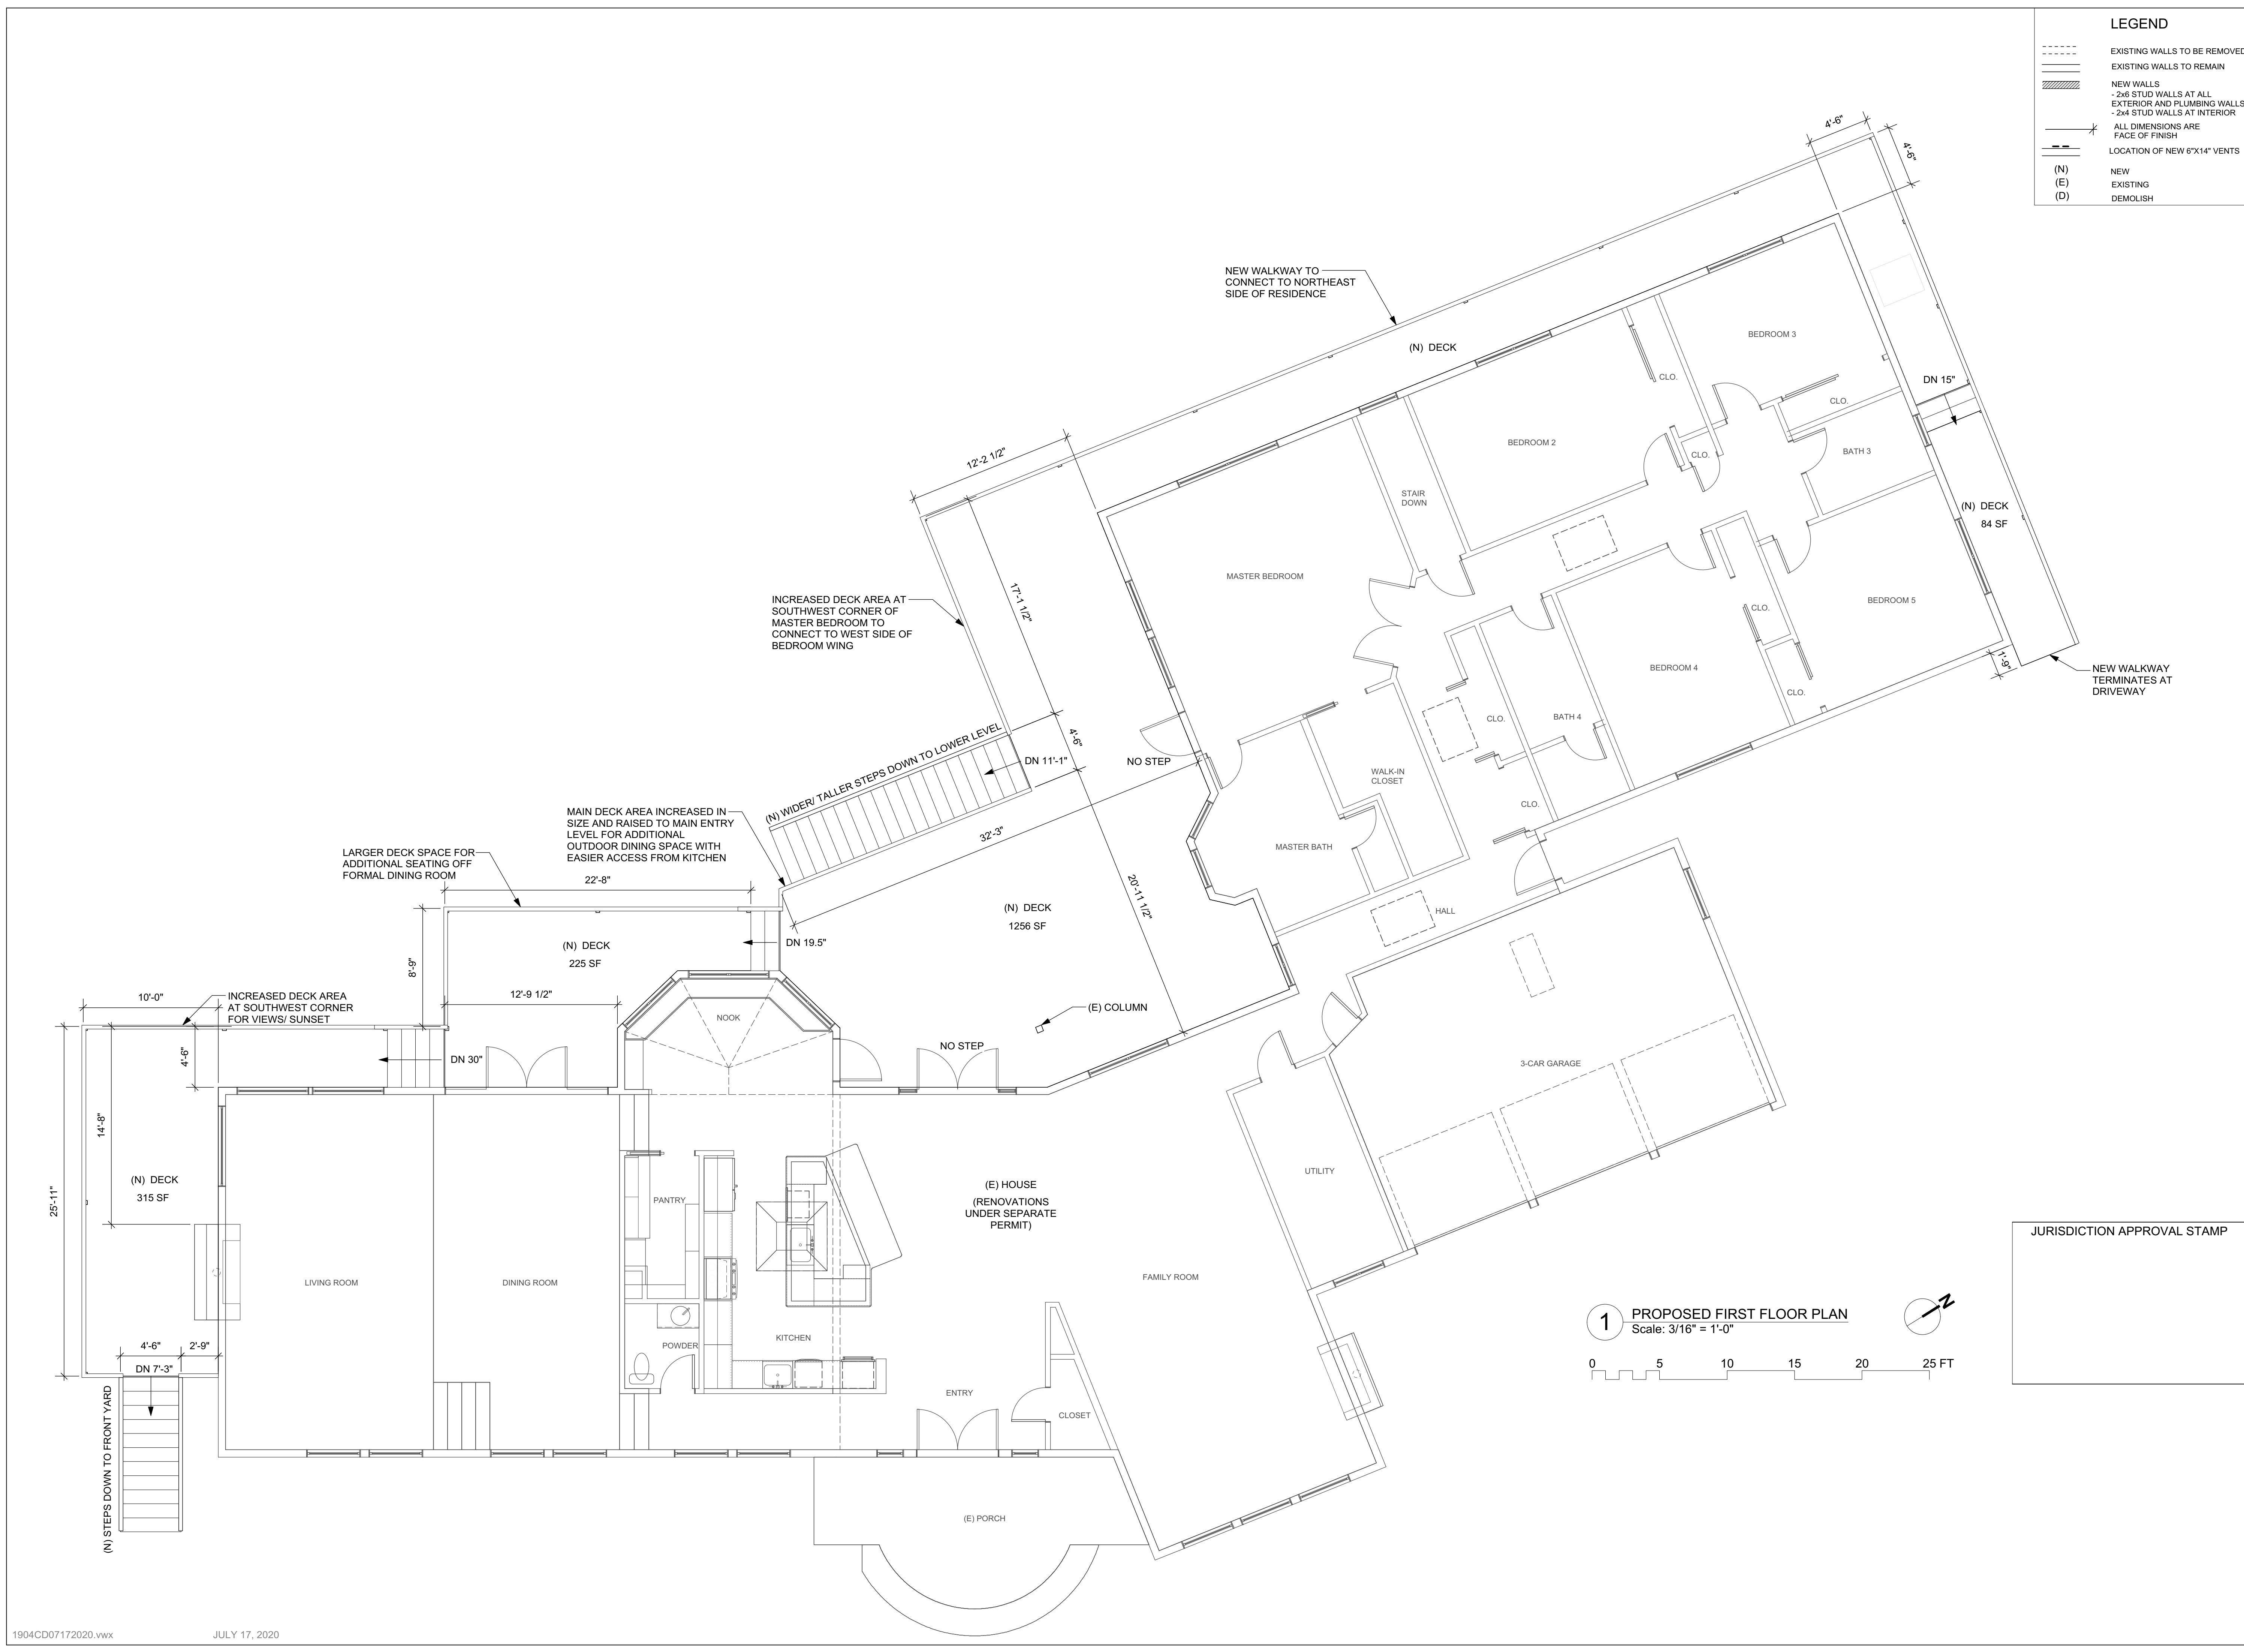 LEGEND
EXISTING WALLS TO BE REMOVED
EXISTING WALLS TO REMAIN
NEW WALLS
- 2x6 STUD WALLS AT ALL
EXTERIOR AND PLUMBING WALLS
- 2x4 STUD WALLS AT INTERIOR
ALL DIMENSIONS ARE
FACE OF FINISH
LOCATION OF NEW 6"X14" VENTS
(N) NEW
(E) EXISTING
(D) DEMOLISH
4'-6"
4'-6"
NEW WALKWAY TO
CONNECT TO NORTHEAST
SIDE OF RESIDENCE
(N) DECK
BEDROOM 3
CLO.
DN 15"
CLO.
12'-2 1/2"
BEDROOM 2
CLO.
BATH 3
STAIR
DOWN
(N) DECK
84 SF
17'-1 1/2"
MASTER BEDROOM
INCREASED DECK AREA AT
SOUTHWEST CORNER OF
MASTER BEDROOM TO
CONNECT TO WEST SIDE OF
BEDROOM WING
CLO.
BEDROOM 5
BEDROOM 4
1'-9"
NEW WALKWAY
TERMINATES AT
DRIVEWAY
CLO.
CLO.
BATH 4
4'-6"
(N) WIDER/ TALLER STEPS DOWN TO LOWER LEVEL
DN 11'-1"
NO STEP
WALK-IN
CLOSET
CLO.
MAIN DECK AREA INCREASED IN
SIZE AND RAISED TO MAIN ENTRY
LEVEL FOR ADDITIONAL
OUTDOOR DINING SPACE WITH
EASIER ACCESS FROM KITCHEN
32'-3"
MASTER BATH
LARGER DECK SPACE FOR
ADDITIONAL SEATING OFF
FORMAL DINING ROOM
22'-8"
20'-11 1/2"
(N) DECK
1256 SF
HALL
(N) DECK
225 SF
DN 19.5"
8'-9"
10'-0"
INCREASED DECK AREA
AT SOUTHWEST CORNER
FOR VIEWS/ SUNSET
12'-9 1/2"
NOOK
(E) COLUMN
NO STEP
4'-6"
DN 30"
3-CAR GARAGE
14'-8"
(N) DECK
315 SF
25'-11"
PANTRY
(E) HOUSE
(RENOVATIONS
UNDER SEPARATE
PERMIT)
UTILITY
JURISDICTION APPROVAL STAMP
LIVING ROOM
DINING ROOM
FAMILY ROOM
1
PROPOSED FIRST FLOOR PLAN
Scale: 3/16" = 1'-0"
N
0 5 10 15 20 25 FT
4'-6"
2'-9"
POWDER
KITCHEN
DN 7'-3"
(N) STEPS DOWN TO FRONT YARD
ENTRY
CLOSET
(E) PORCH
1904CD07172020.vwx
JULY 17, 2020